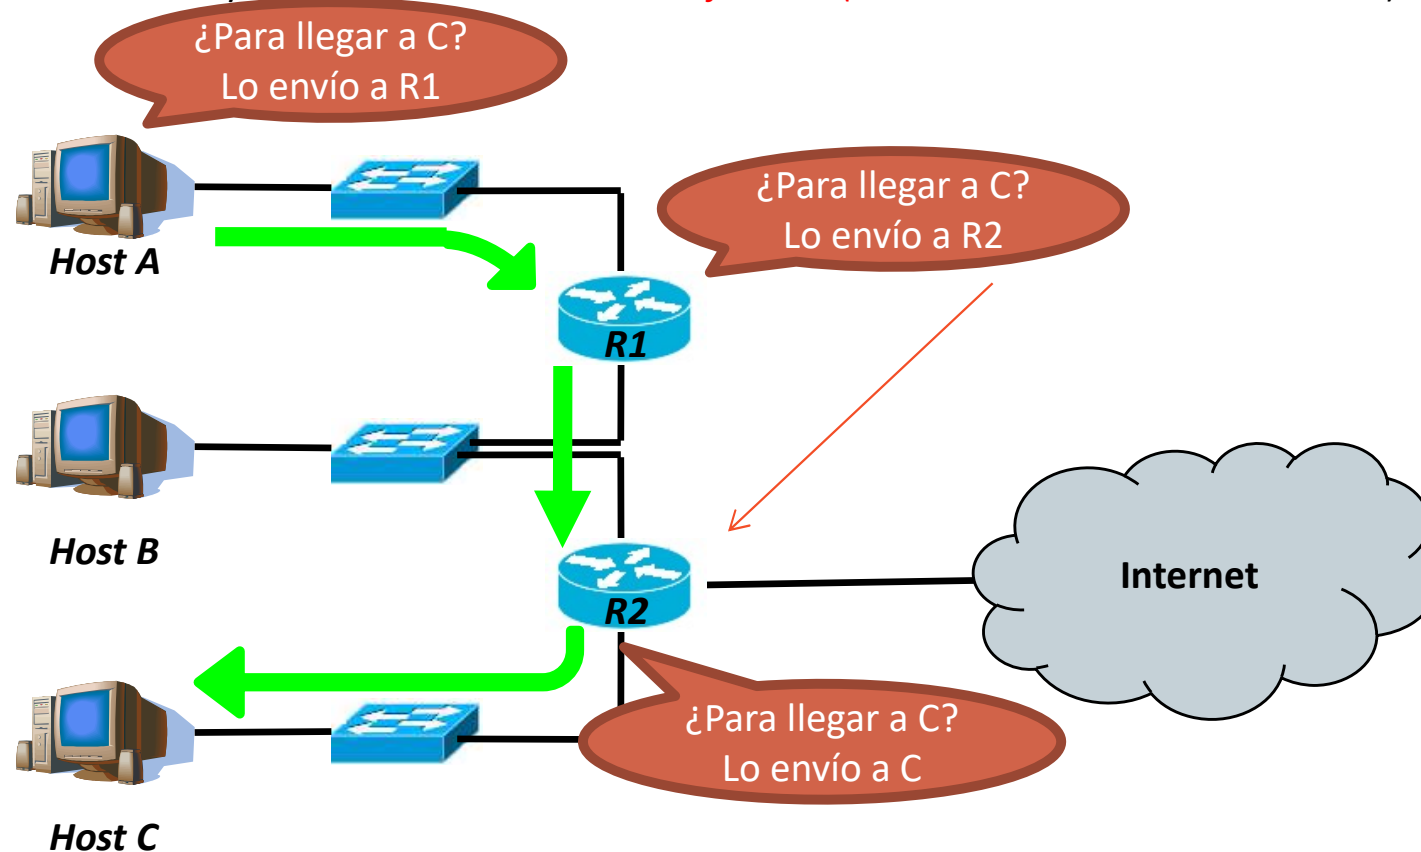 ¿Para llegar a C?
Lo envío a R1
¿Para llegar a C?
Lo envío a R2
Host A
R1
Host B
Internet
R2
¿Para llegar a C?
Lo envío a C
Host C